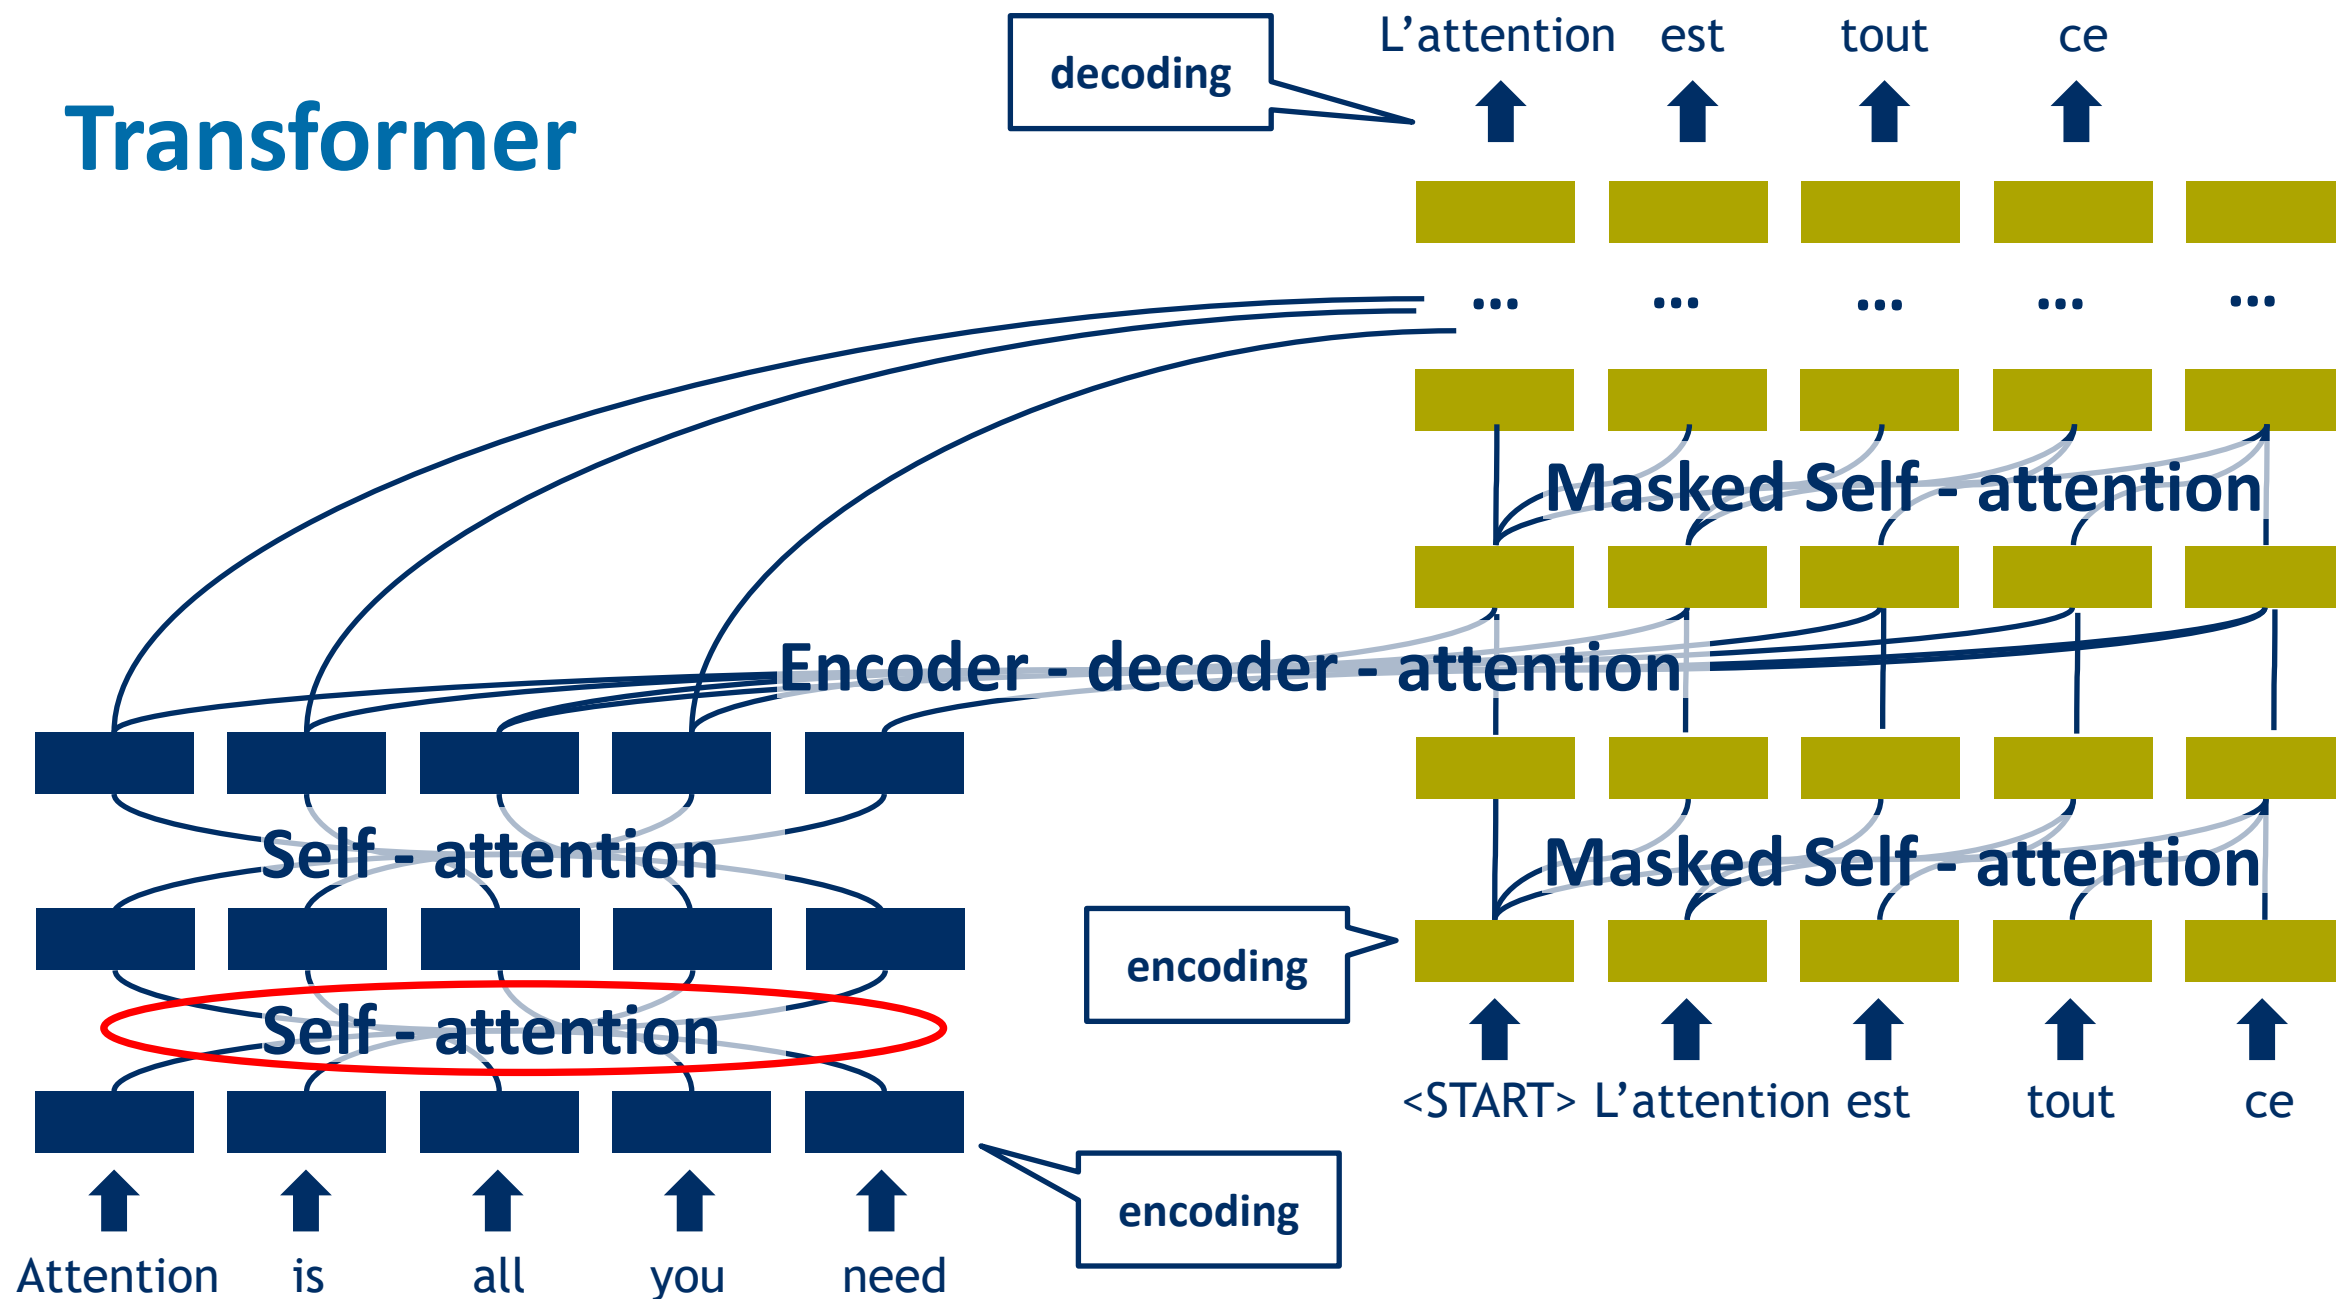 Transformer
decoding
L’attention est tout ce
... ... ... ... ...
Masked Self - attention
Encoder - decoder - attention
Self - attention
Masked Self - attention
encoding
Self - attention
<START> L’attention est tout ce
encoding
Attention is all you need